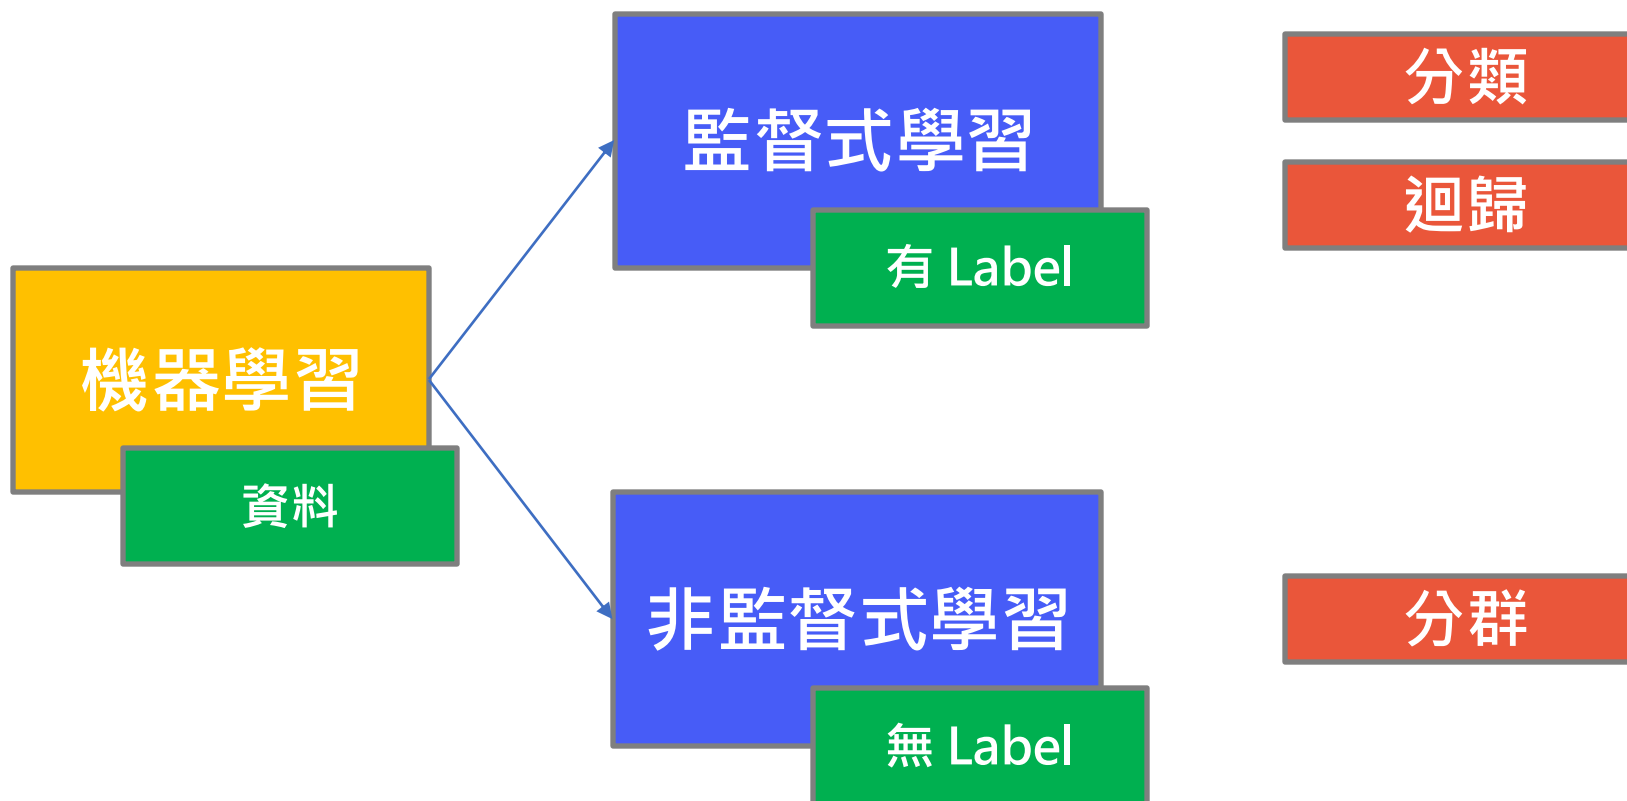 機器學習
資料
監督式學習
有 Label
分類
迴歸
非監督式學習
無 Label
分群